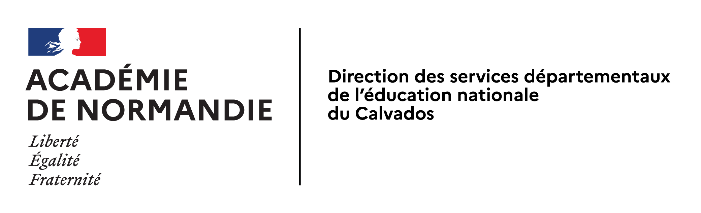 ACADÉMIE
DE NORMANDIE
Liberté
Égalité
Fraternité
Direction des services départementaux
de l'éducation nationale
du Calvados